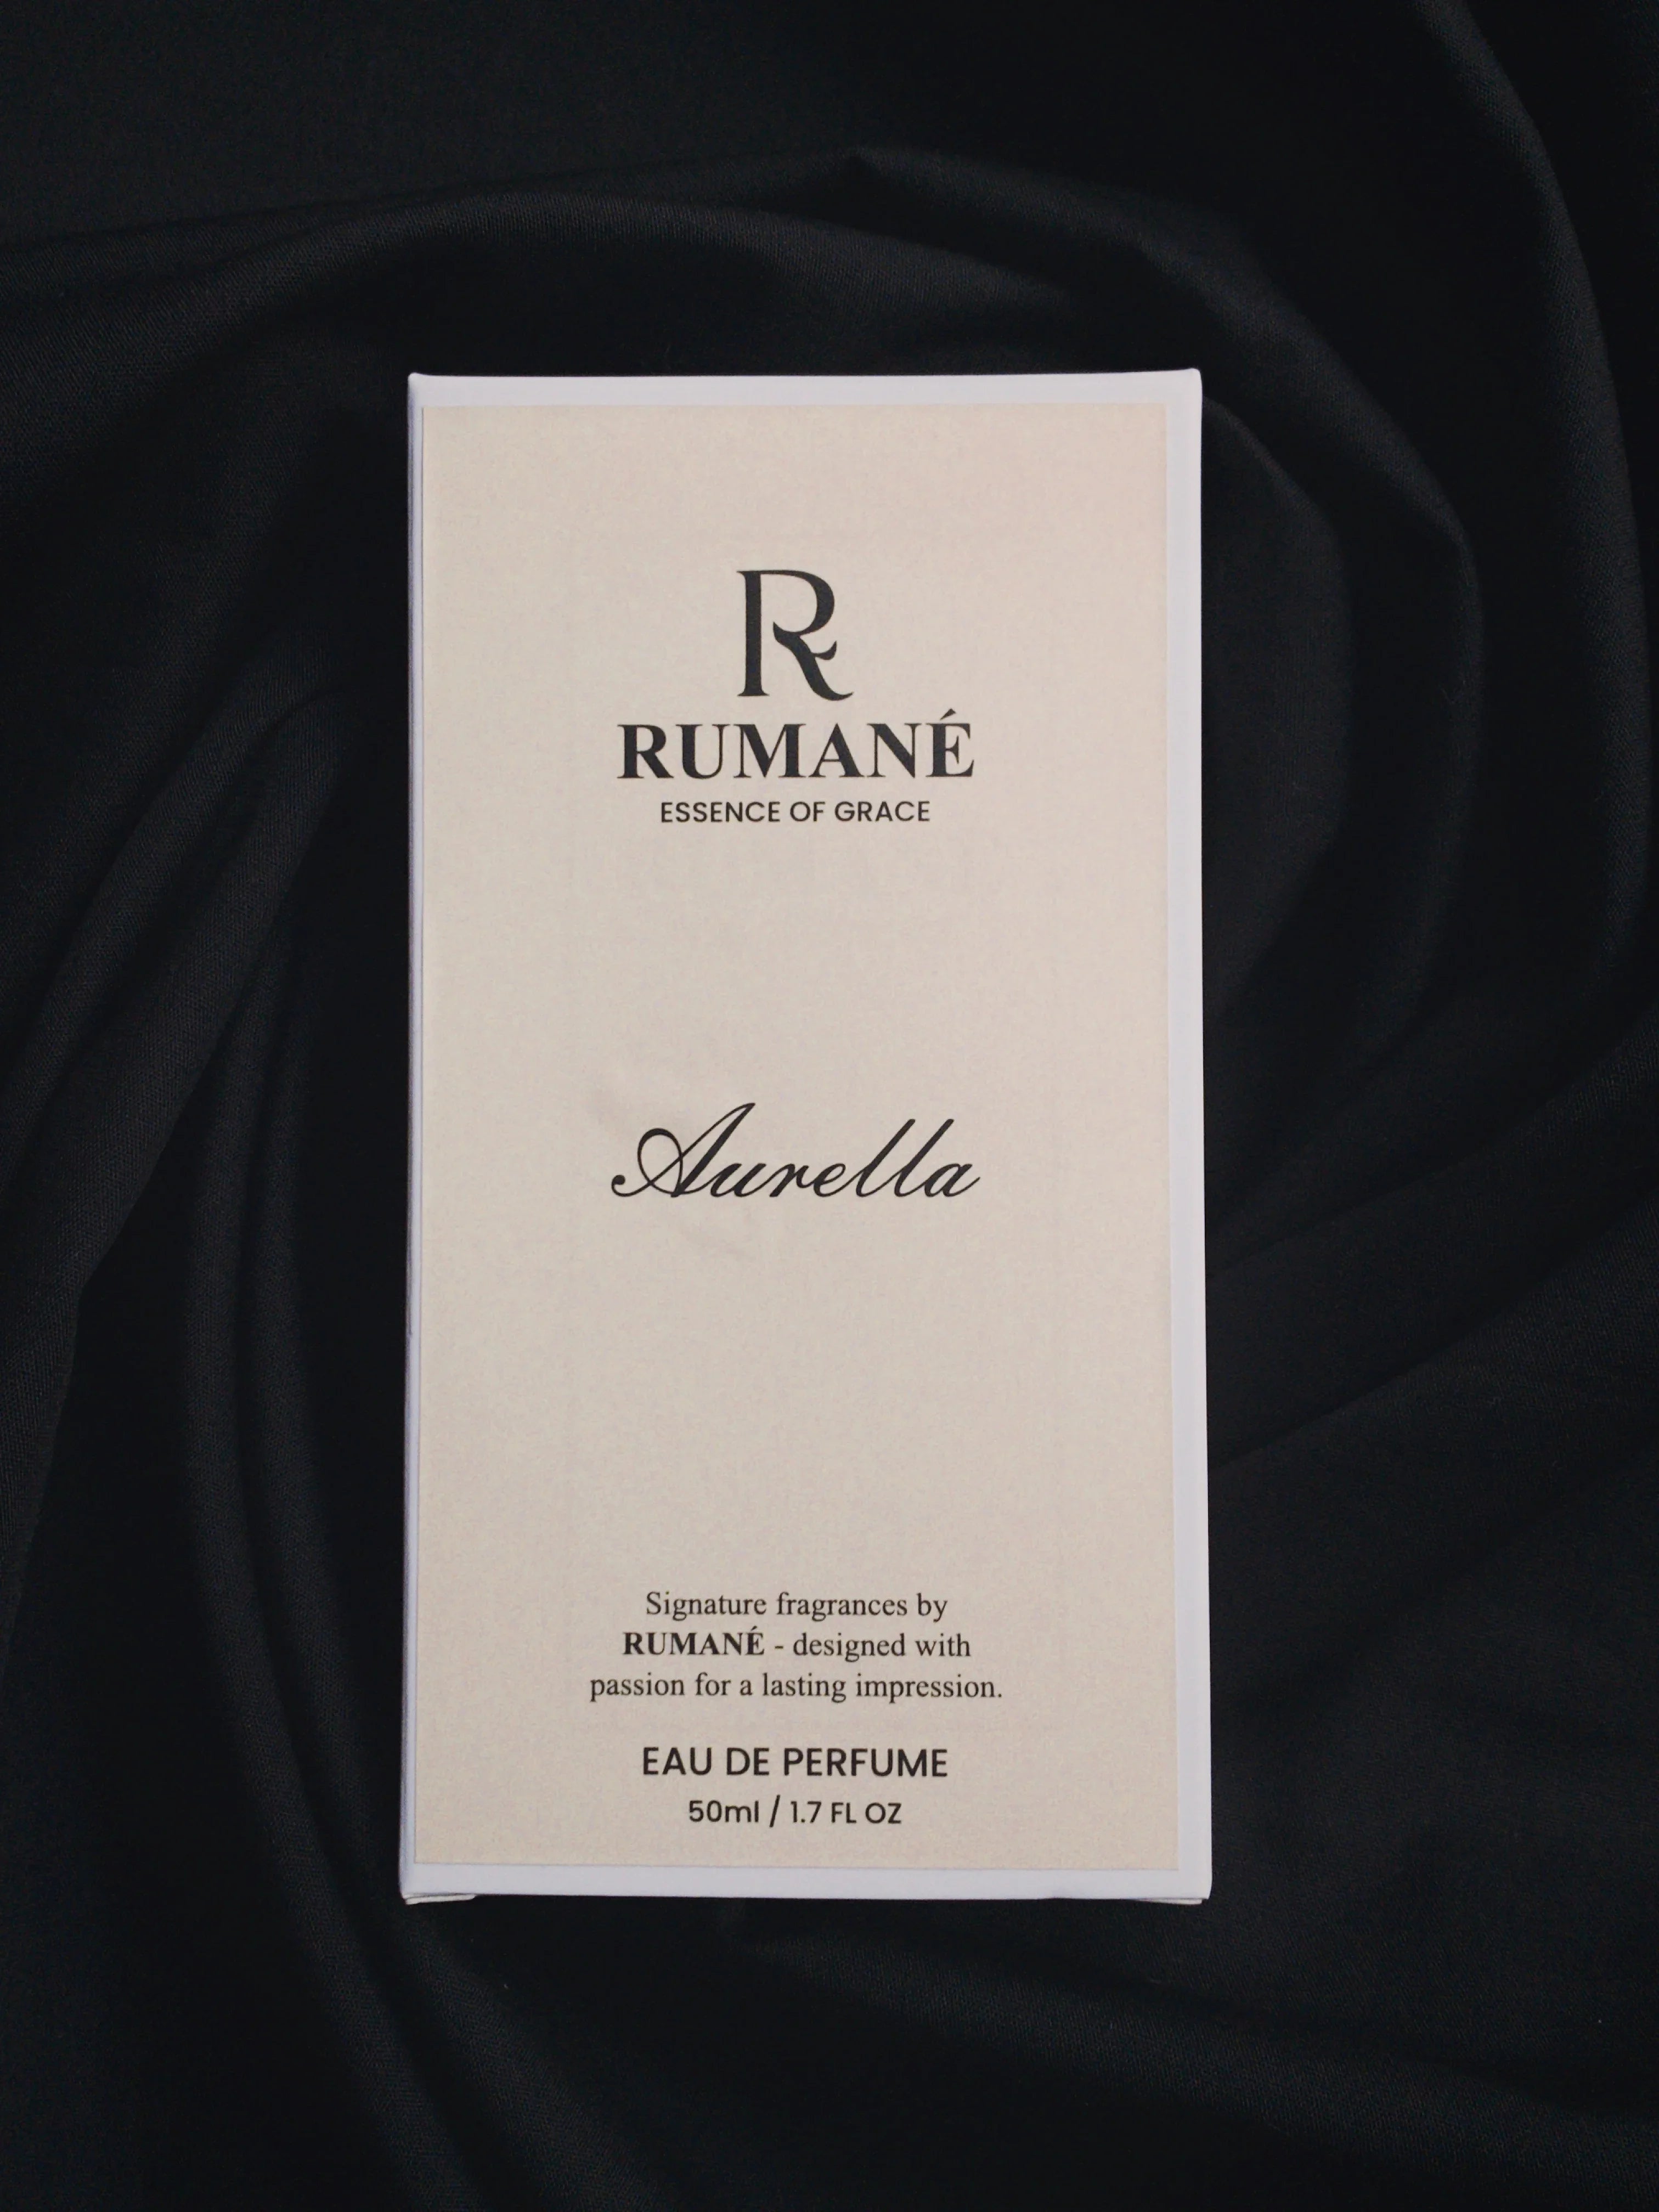 R
RUMANÉ
ESSENCE OF GRACE
Aurella
Signature fragrances by
RUMANÉ - designed with
passion for a lasting impression.
EAU DE PERFUME
50ml / 1.7 FL OZ